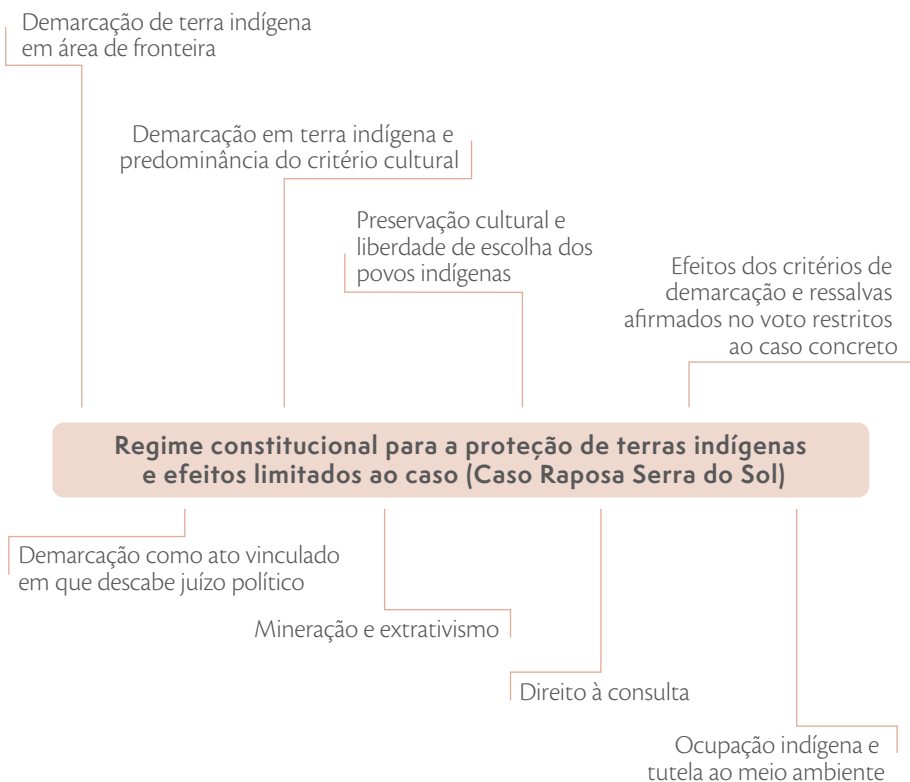 Demarcação de terra indígena
em área de fronteira
Demarcação em terra indígena e
predominância do critério cultural
Preservação cultural e
liberdade de escolha dos
povos indígenas
Efeitos dos critérios de
demarcação e ressalvas
afirmados no voto restritos
ao caso concreto
Regime constitucional para a proteção de terras indígenas
e efeitos limitados ao caso (Caso Raposa Serra do Sol)
Demarcação como ato vinculado
em que descabe juízo político
Mineração e extrativismo
Direito à consulta
Ocupação indígena e
tutela ao meio ambiente